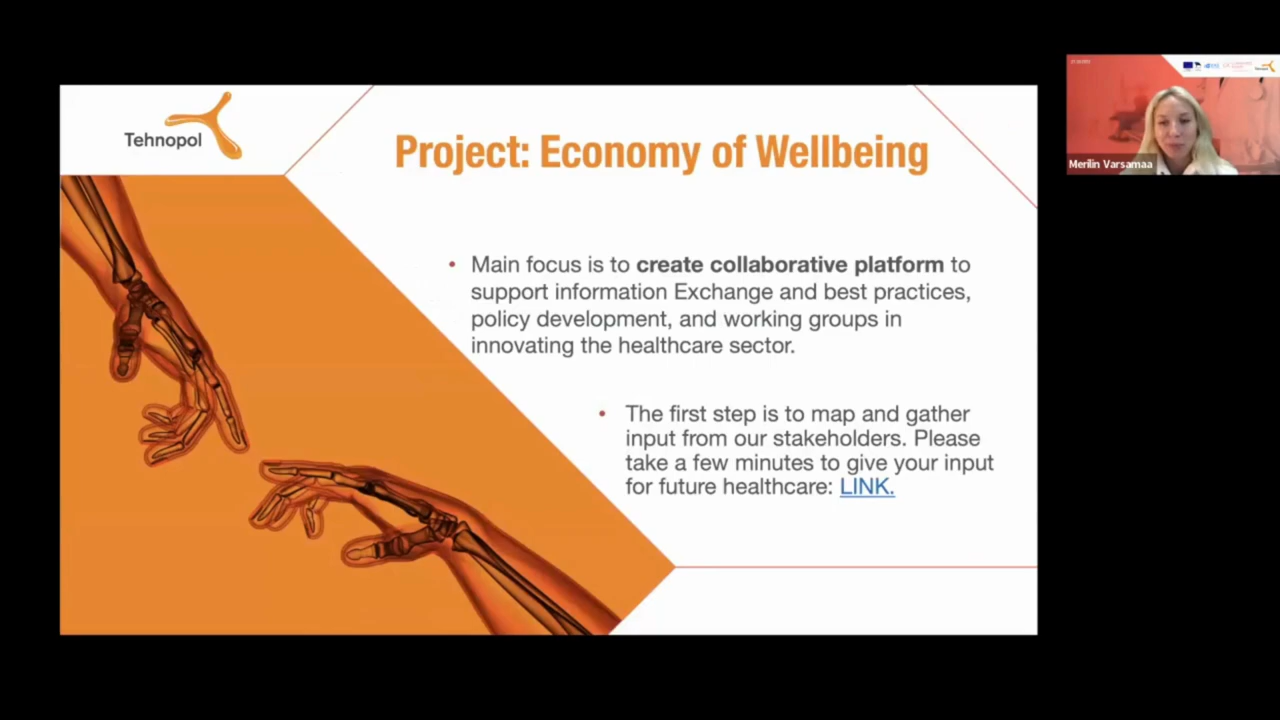 Tehnopol
Project: Economy of Wellbeing
• Main focus is to create collaborative platform to
support information Exchange and best practices,
policy development, and working groups in
innovating the healthcare sector.
• The first step is to map and gather
input from our stakeholders. Please
take a few minutes to give your input
for future healthcare: LINK.
Merilin Varsamaa